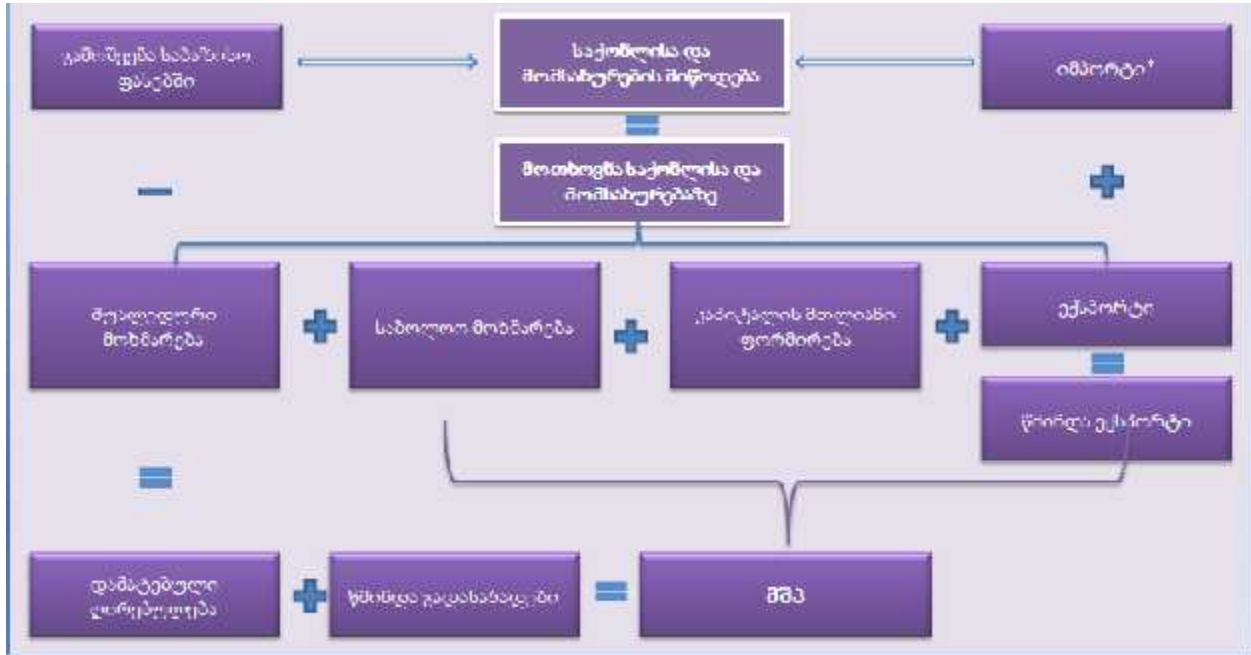 გამოშვება საბაზისო
ფასებში
საქონლისა და
მომსახურების მიწოდება
იმპორტი*
მოთხოვნა საქონლისა და
მომსახურებაზე
შუალედური
მოხმარება
საბოლოო მოხმარება
კაპიტალის მთლიანი
ფორმირება
ექსპორტი
წმინდა ექსპორტი
დამატებული
ღირებულება
წმინდა გადასახადები
მშპ